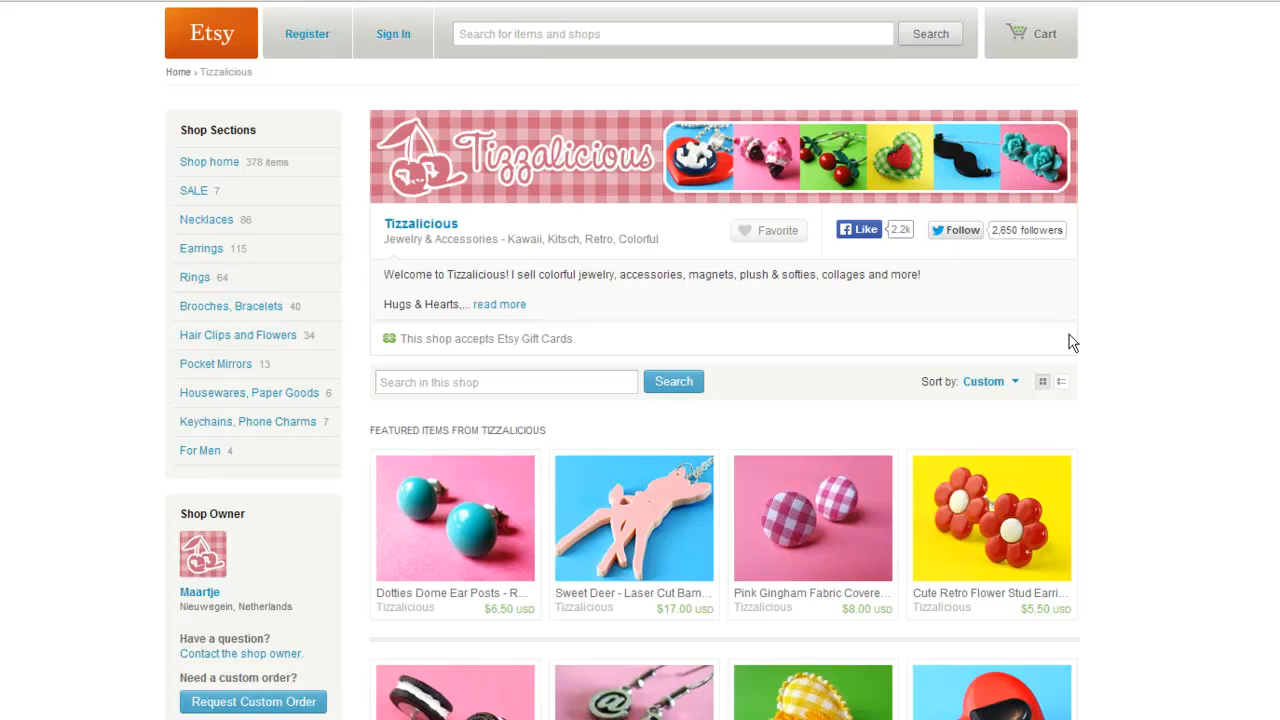 Etsy
Register
Sign In
Search for items and shops
Search
Cart
Home › Tizzalicious
Shop Sections
Shop home 378 items
SALE 7
Necklaces 86
Earrings 115
Rings 64
Brooches, Bracelets 40
Hair Clips and Flowers 34
Pocket Mirrors 13
Housewares, Paper Goods 6
Keychains, Phone Charms 7
For Men 4
Shop Owner
Maartje
Nieuwegein, Netherlands
Have a question?
Contact the shop owner.
Need a custom order?
Request Custom Order
Tizzalicious
Tizzalicious
Jewelry & Accessories - Kawaii, Kitsch, Retro, Colorful
Favorite
Like
2.2k
Follow
2,650 followers
Welcome to Tizzalicious! I sell colorful jewelry, accessories, magnets, plush & softies, collages and more!
Hugs & Hearts,... read more
This shop accepts Etsy Gift Cards.
Search in this shop
Search
Sort by: Custom
FEATURED ITEMS FROM TIZZALICIOUS
Dotties Dome Ear Posts - R...
Tizzalicious $6.50 USD
Sweet Deer - Laser Cut Bam...
Tizzalicious $17.00 USD
Pink Gingham Fabric Covere...
Tizzalicious $8.00 USD
Cute Retro Flower Stud Earri...
Tizzalicious $5.50 USD
@